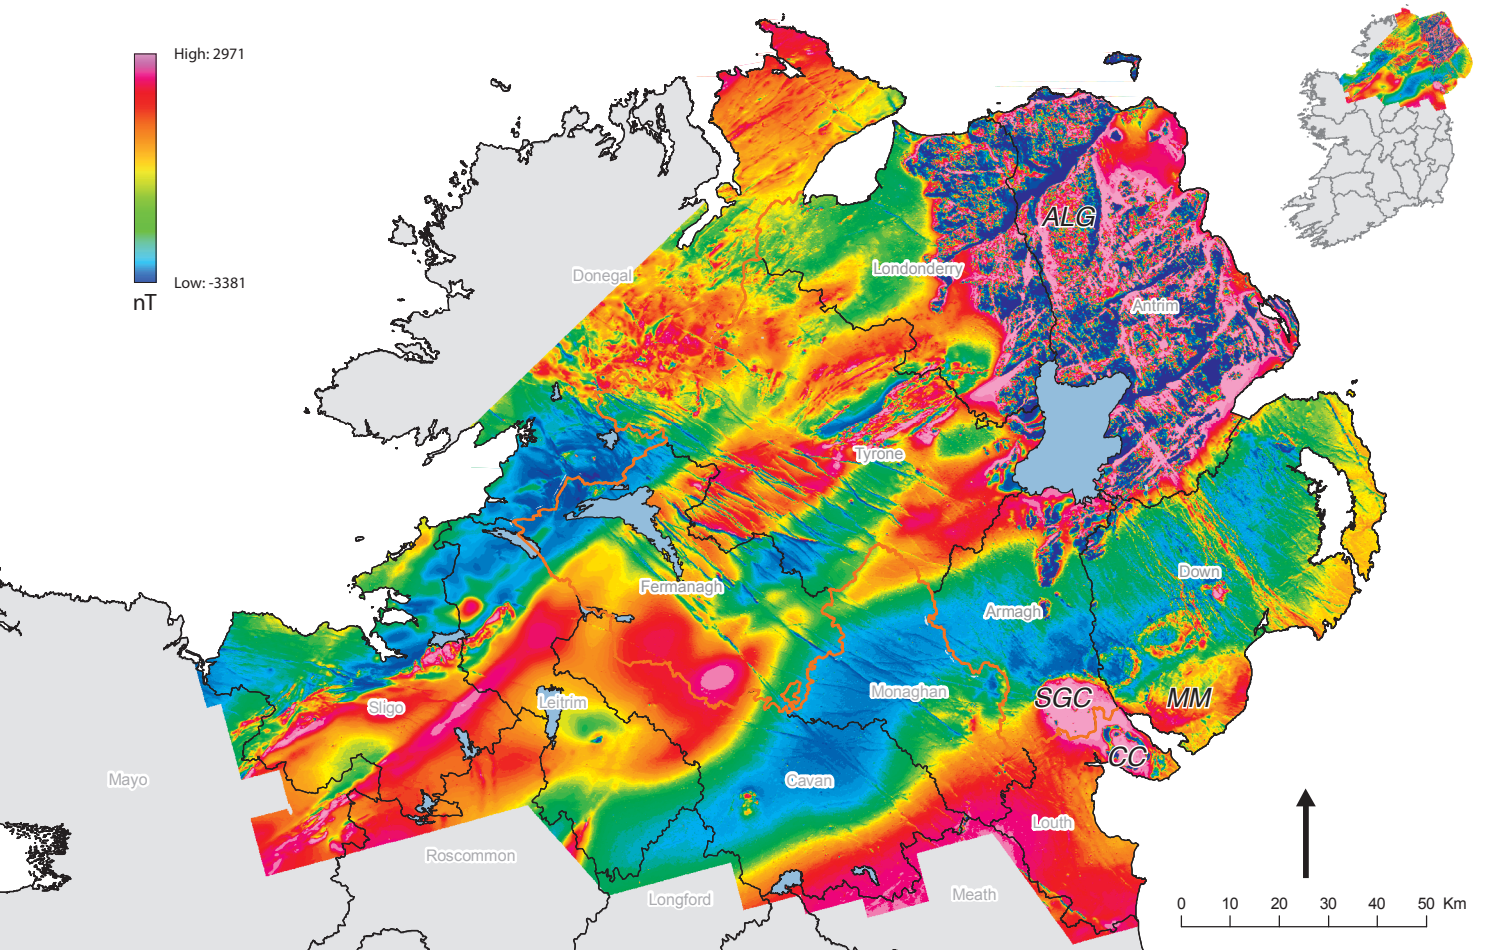 High: 2971
Low: -3381
nT
ALG
Donegal
Londonderry
Antrim
Tyrone
Fermanagh
Down
Armagh
Monaghan
SGC
MM
Leitrim
Sligo
CC
Mayo
Cavan
Louth
Roscommon
Longford
Meath
0 10 20 30 40 50 Km